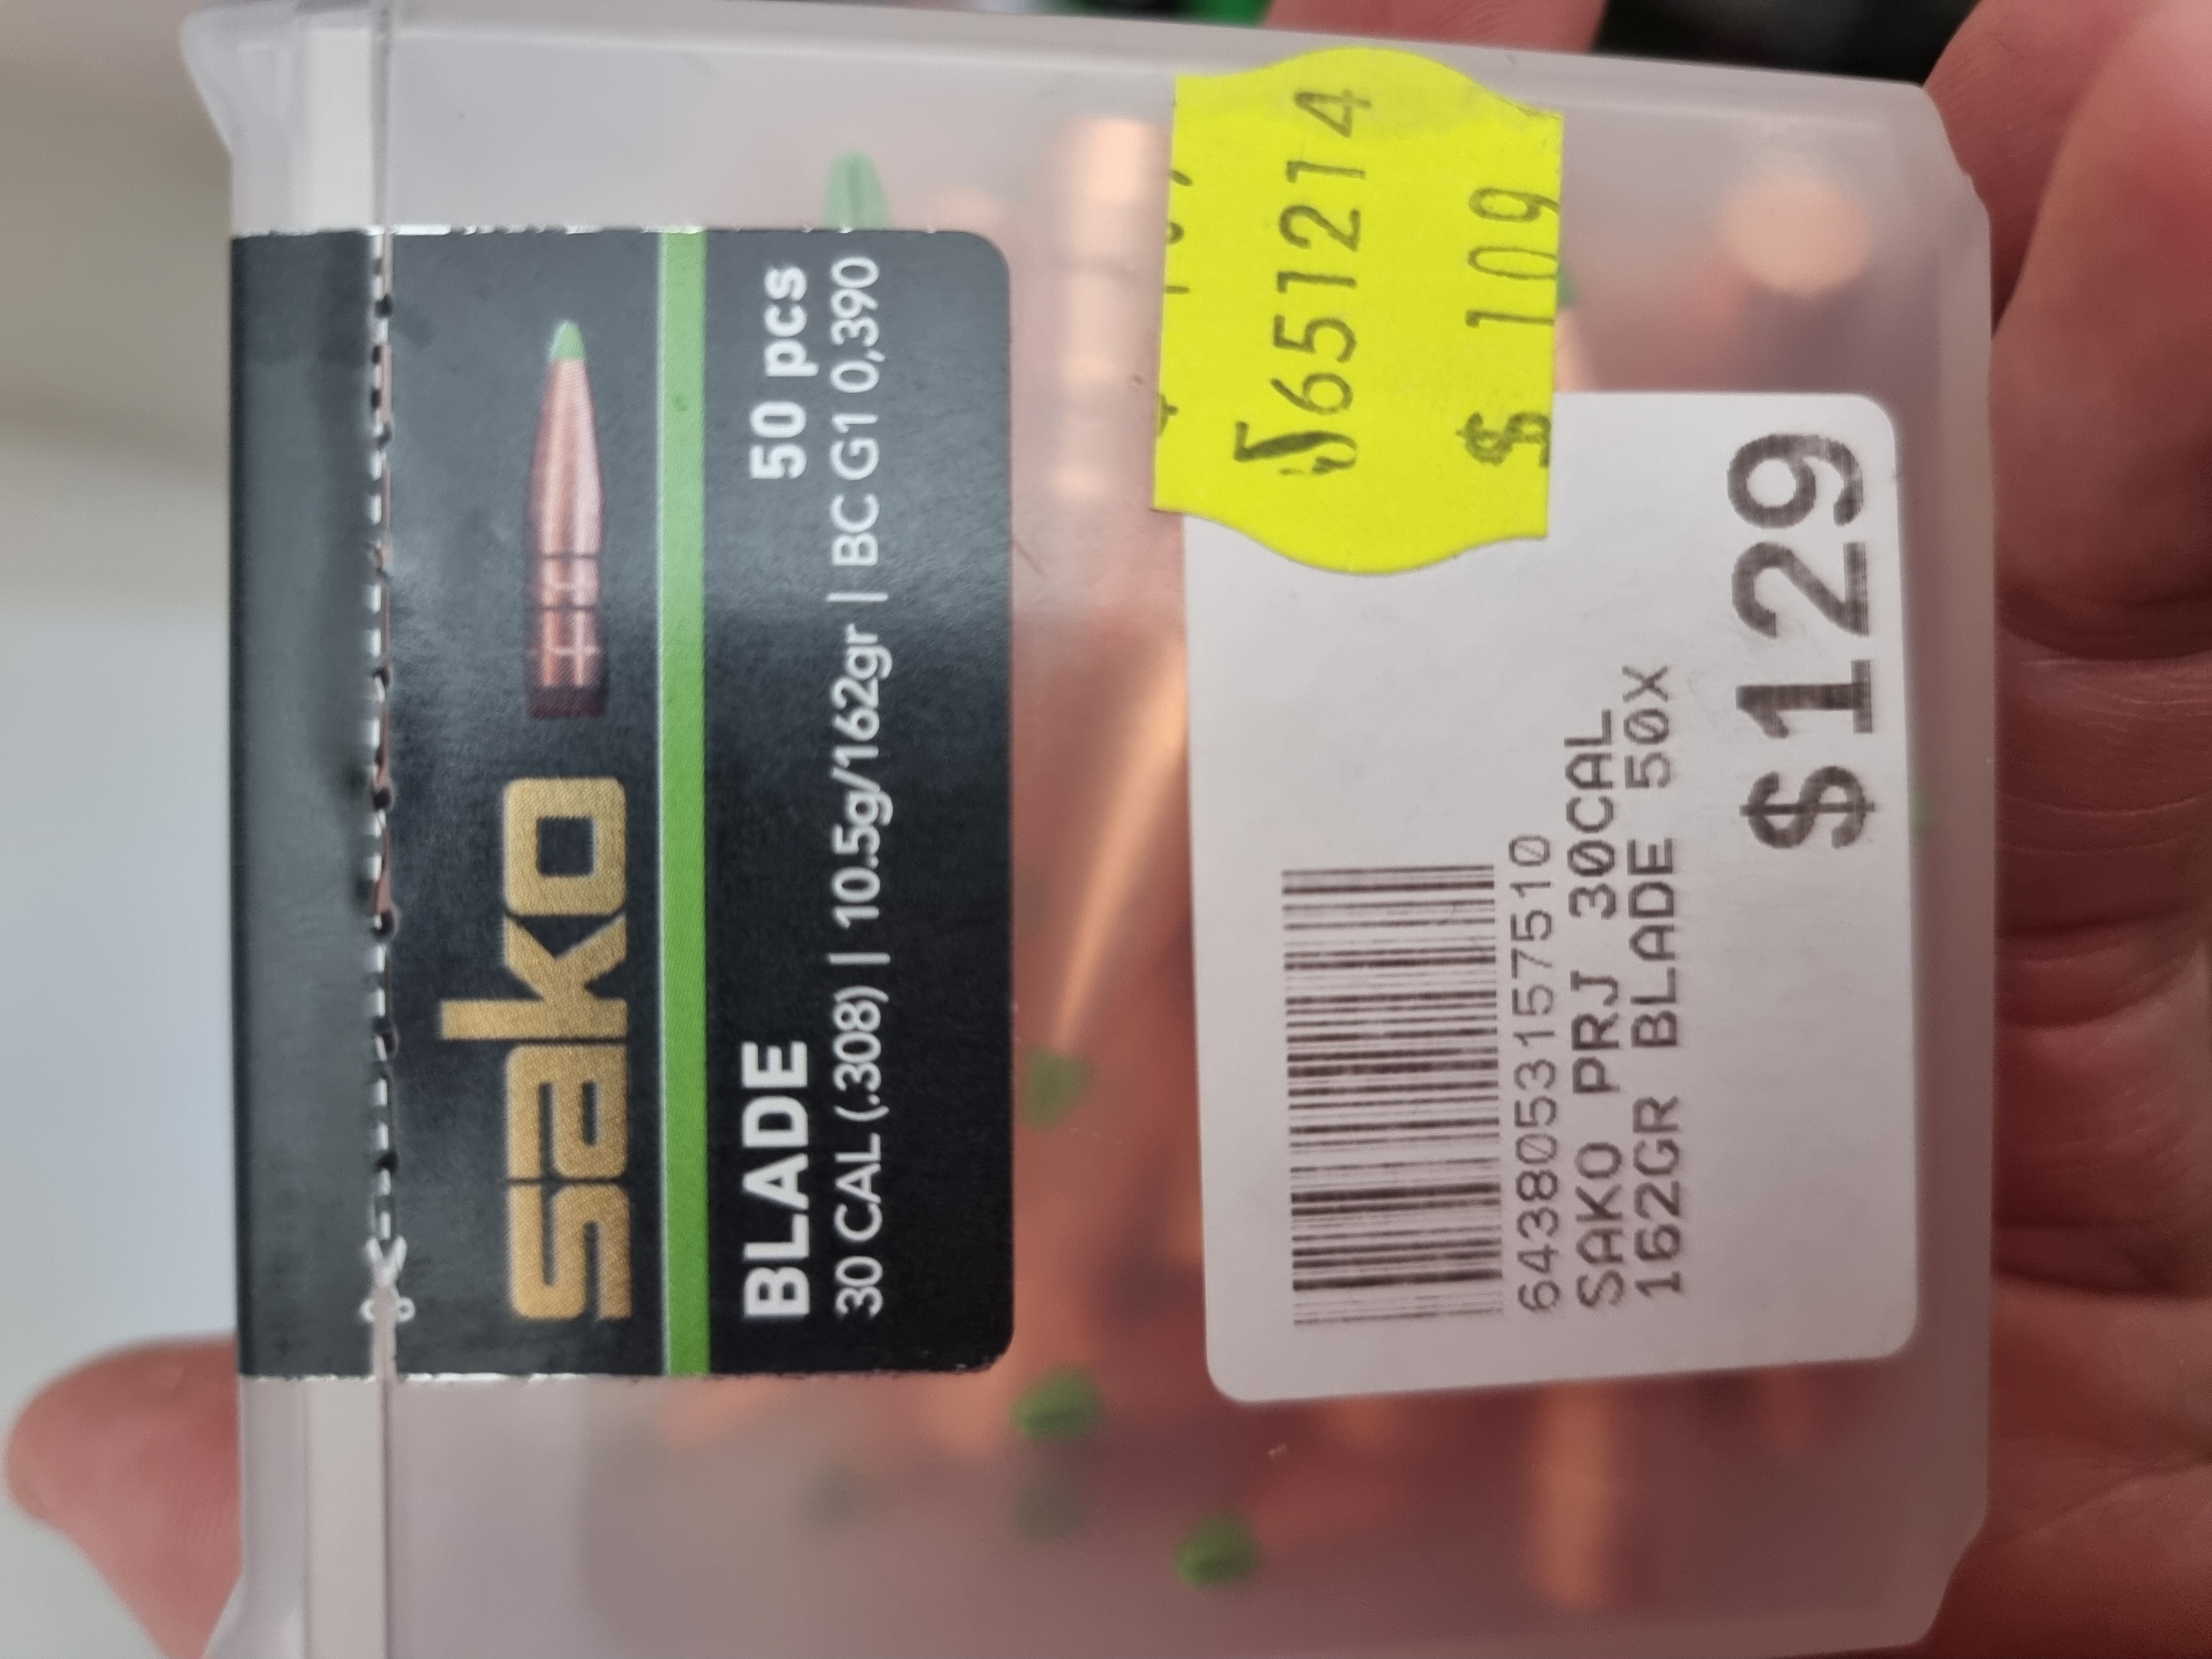 sako
BLADE 50 pcs
30 CAL (.308) | 10.5g/162gr | BC G1 0,390
5651214
$ 109
6438053157510
SAKO PRJ 30CAL
162GR BLADE 50X
$129